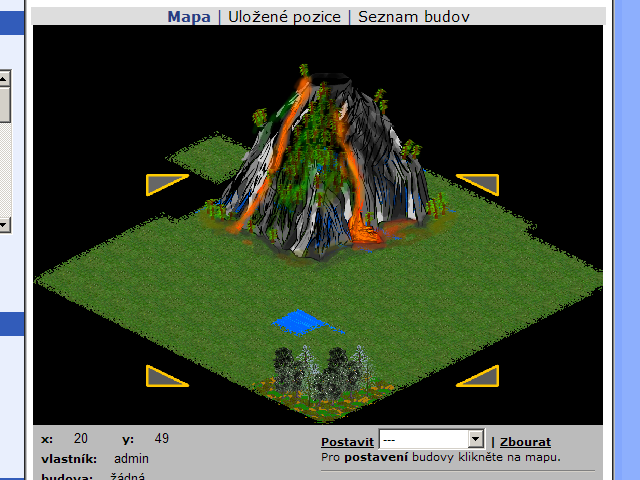 Mapa | Uložené pozice | Seznam budov
x: 20 y: 49
vlastník: admin
budova: žádná
Postavit --- | Zbourat
Pro postavení budovy klikněte na mapu.